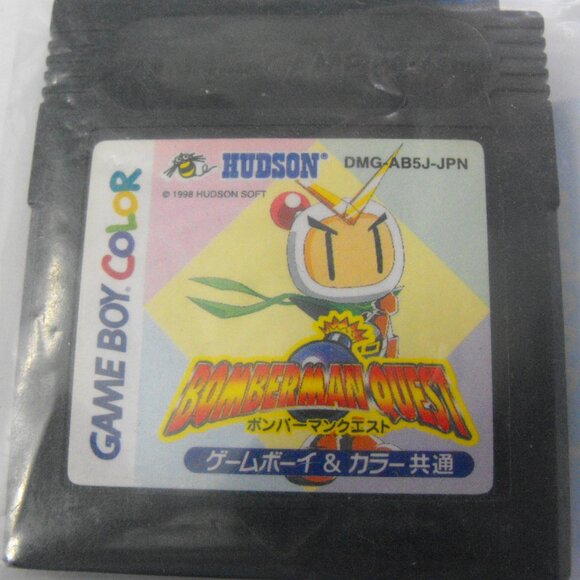 HUDSON®
DMG-AB5J-JPN
© 1998 HUDSON SOFT
GAME BOY COLOR
BOMBERMAN QUEST
ボンバーマンクエスト
ゲームボーイ & カラー共通